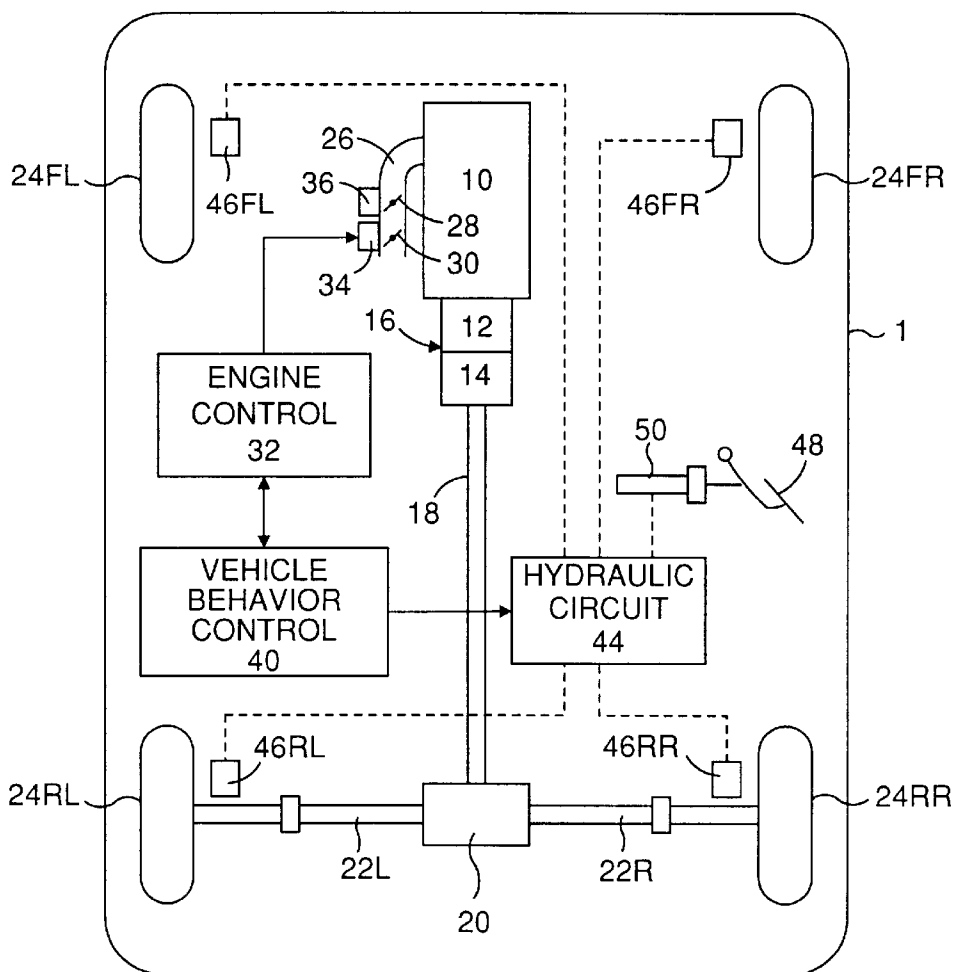 26
10
24FL
36
24FR
46FL
28
46FR
34
30
16
12
1
14
ENGINE
CONTROL
32
50
48
18
VEHICLE
BEHAVIOR
CONTROL
40
HYDRAULIC
CIRCUIT
44
46RL
46RR
24RL
24RR
22L
22R
20